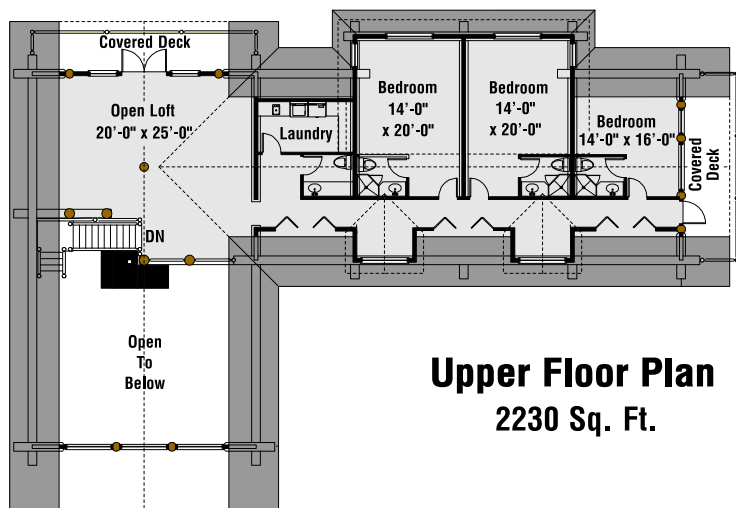 Covered Deck
Open Loft
20'-0" x 25'-0"
Laundry
Bedroom
14'-0"
x 20'-0"
Bedroom
14'-0"
x 20'-0"
Bedroom
14'-0" x 16'-0"
Covered
Deck
DN
Open
To
Below
Upper Floor Plan
2230 Sq. Ft.